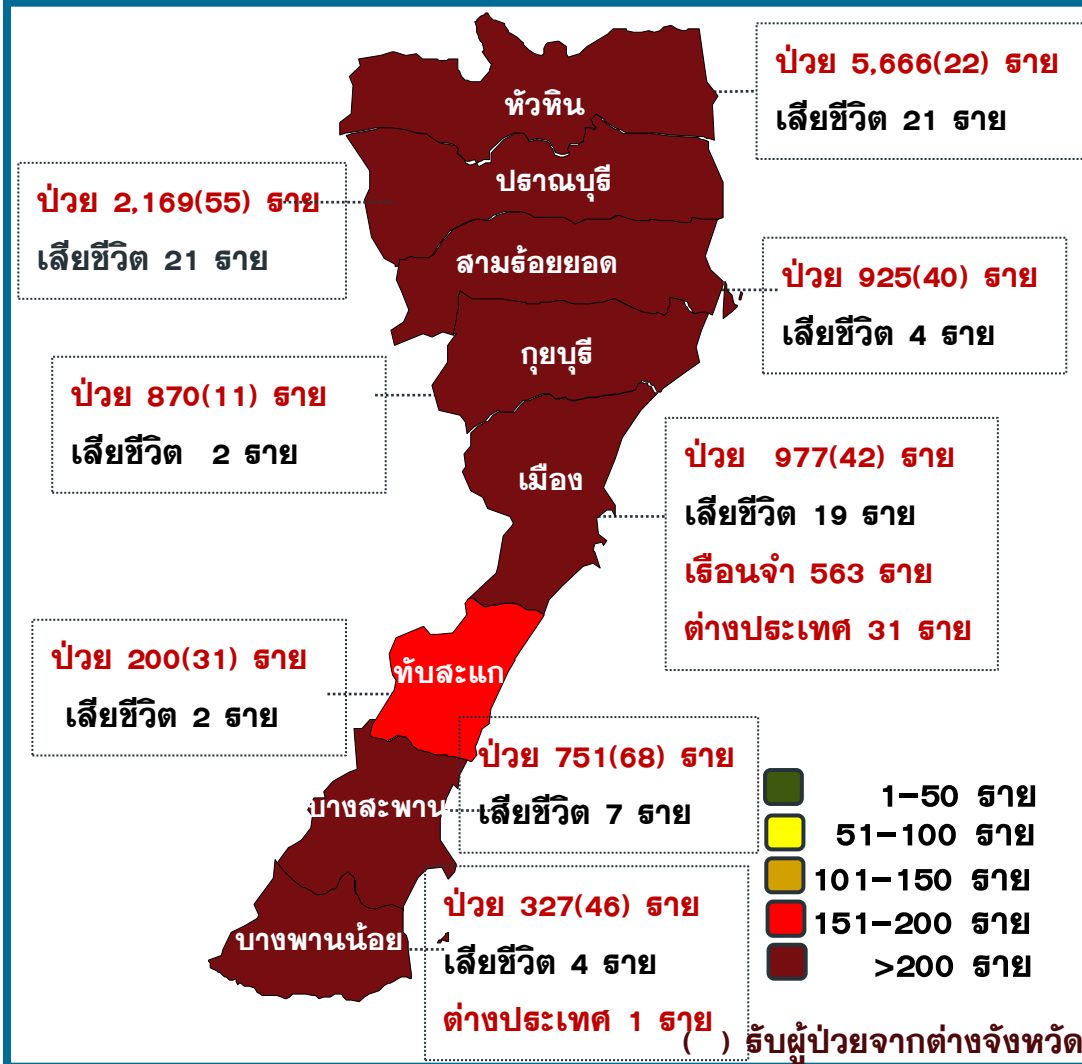 หัวหิน
ป่วย 5,666(22) ราย
เสียชีวิต 21 ราย
ปราณบุรี
ป่วย 2,169(55) ราย
เสียชีวิต 21 ราย
สามร้อยยอด
ป่วย 925(40) ราย
เสียชีวิต 4 ราย
กุยบุรี
ป่วย 870(11) ราย
เสียชีวิต 2 ราย
เมือง
ป่วย 977(42) ราย
เสียชีวิต 19 ราย
เรือนจำ 563 ราย
ต่างประเทศ 31 ราย
ทับสะแก
ป่วย 200(31) ราย
เสียชีวิต 2 ราย
บางสะพาน
ป่วย 751(68) ราย
เสียชีวิต 7 ราย
บางพานน้อย
ป่วย 327(46) ราย
เสียชีวิต 4 ราย
ต่างประเทศ 1 ราย
1-50 ราย
51-100 ราย
101-150 ราย
151-200 ราย
>200 ราย
( ) รับผู้ป่วยจากต่างจังหวัด